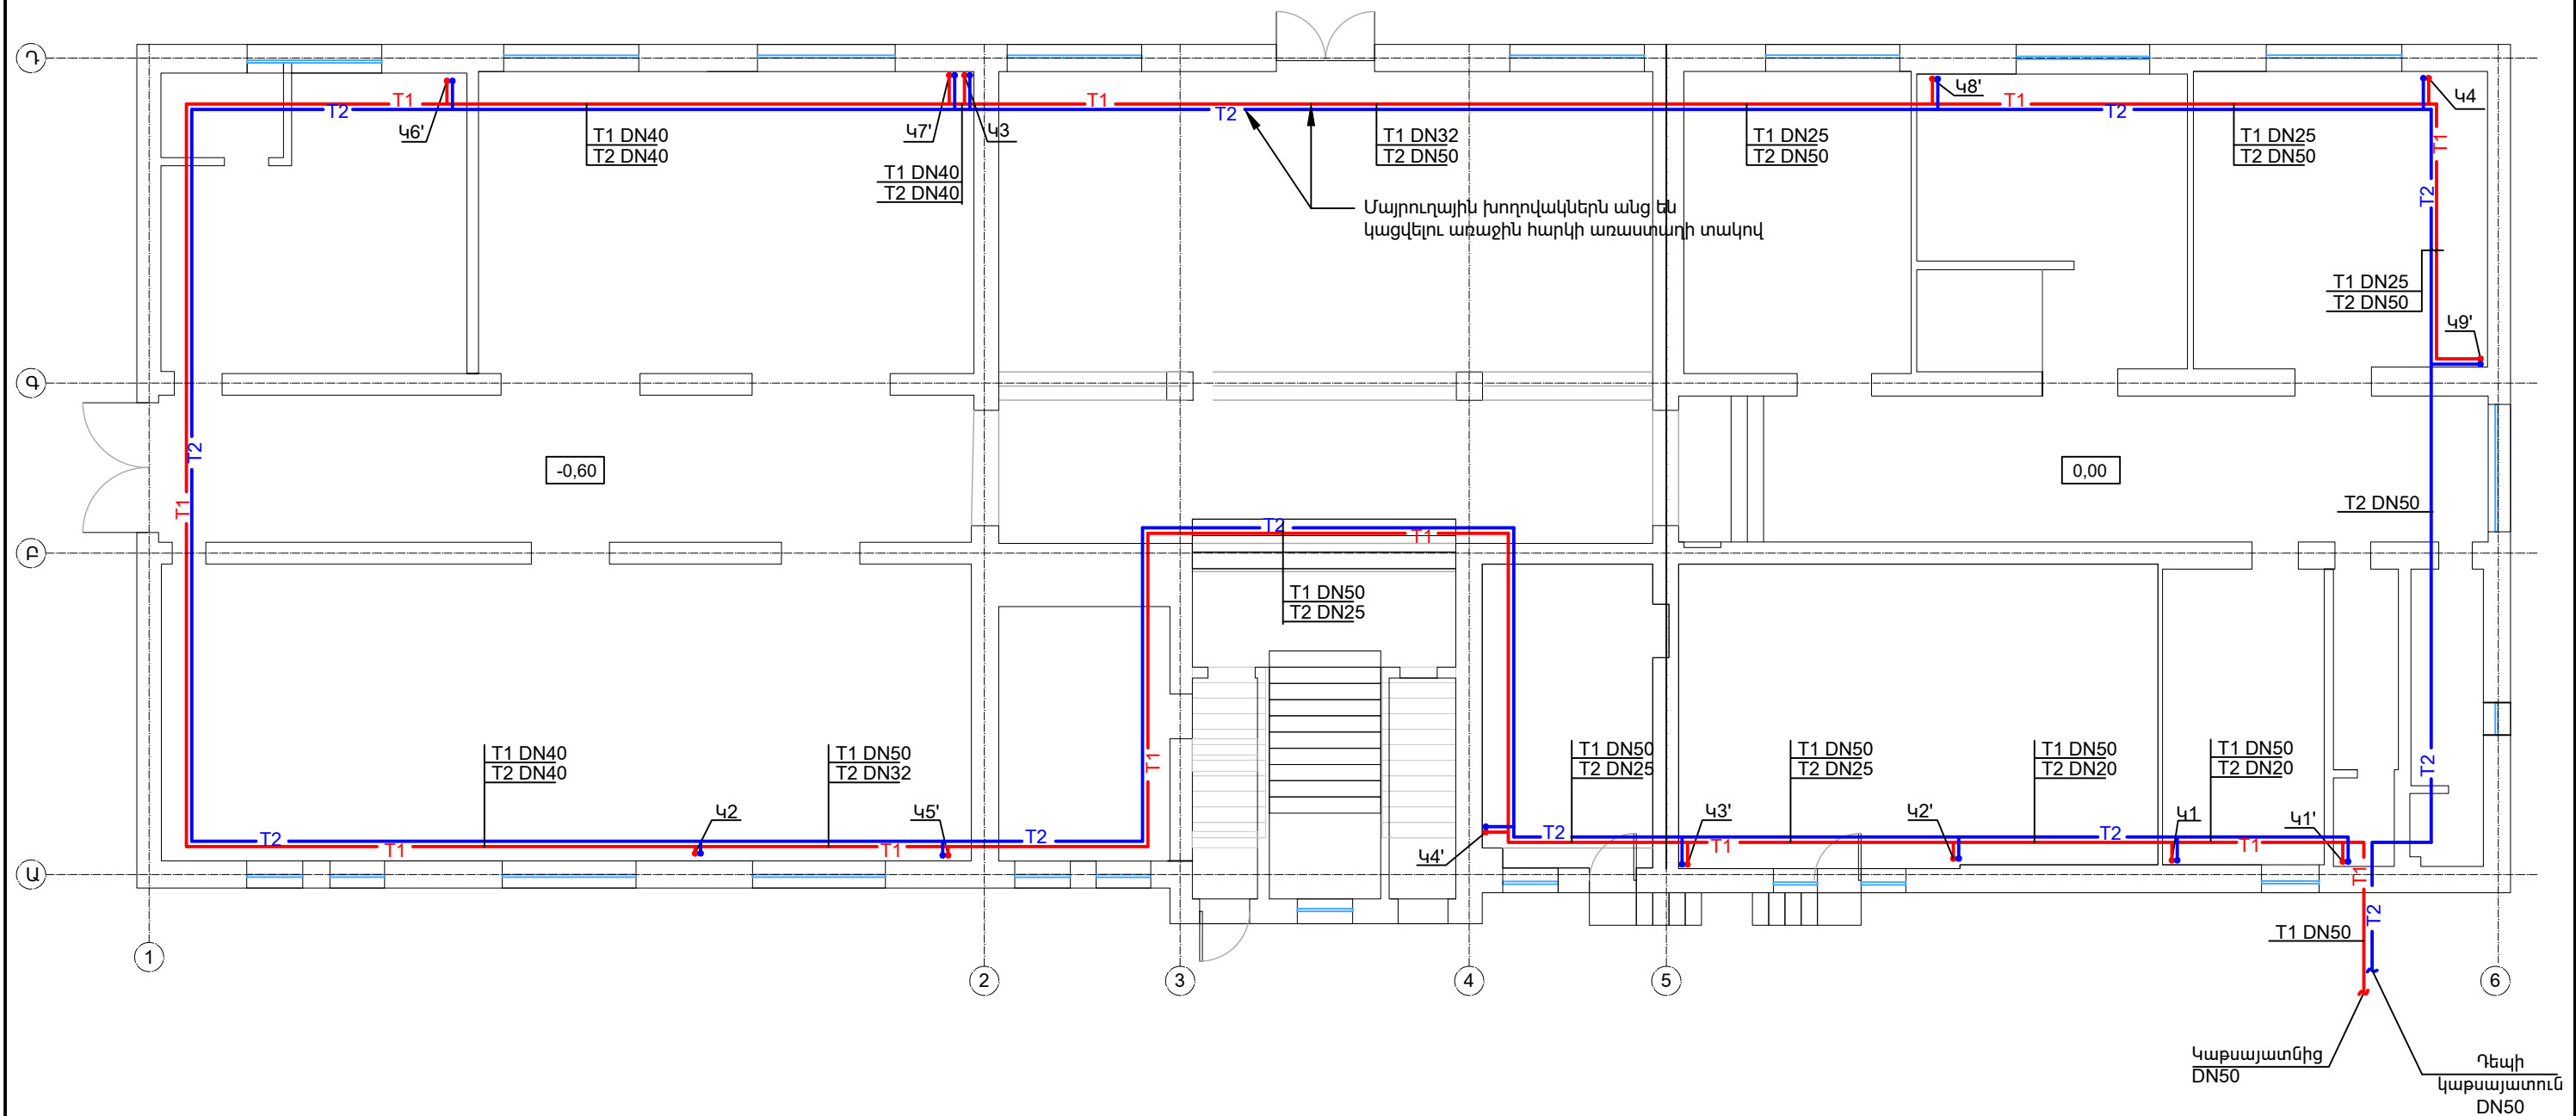 Դ
T1
T2
Կ6'
T1 DN40
T2 DN40
Կ7'
Կ3
T1 DN40
T2 DN40
T1
T2
T1 DN32
T2 DN50
Մայրուղային խողովակներն անց են
կացվելու առաջին հարկի առաստաղի տակով
T1 DN25
T2 DN50
Կ8'
T1
T2
T1 DN25
T2 DN50
Կ4
T1
T2
T1 DN25
T2 DN50
Կ9'
Գ
T2
T1
-0,60
0,00
T2 DN50
Բ
T2
T1
T1 DN50
T2 DN25
T1 DN40
T2 DN40
T1 DN50
T2 DN32
T1
T1 DN50
T2 DN25
T1 DN50
T2 DN25
T1 DN50
T2 DN20
T1 DN50
T2 DN20
T2
Կ2
Կ5'
Կ3'
Կ2'
Կ1
Կ1'
T2
T1
T1
T2
Կ4'
T2
T1
T2
T1
Ա
T1
T2
T1 DN50
1
2
3
4
5
6
Կաթսայատնից
DN50
Դեպի
կաթսայատուն
DN50